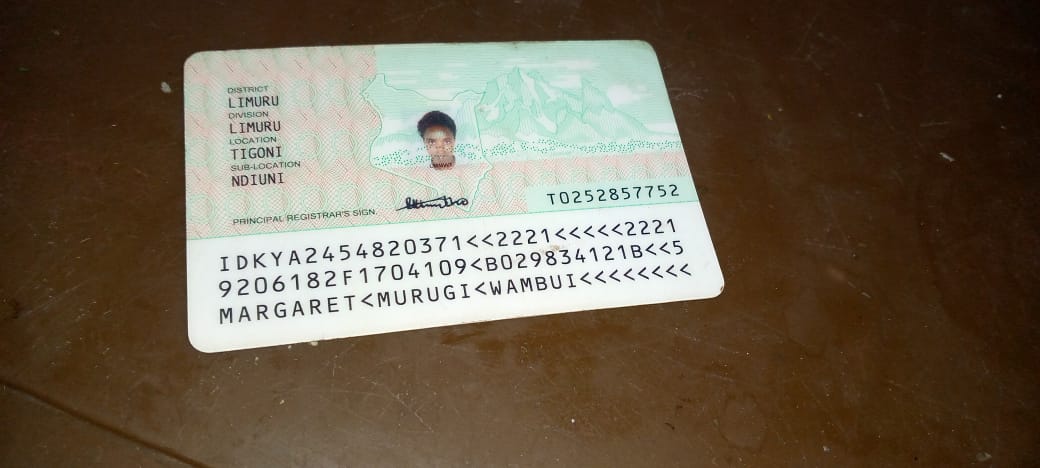 DISTRICT
LIMURU
DIVISION
LIMURU
LOCATION
TIGONI
SUB-LOCATION
NDIUNI
PRINCIPAL REGISTRAR'S SIGN.
TO252857752
IDKYA2454820371<<2221<<<<<2221
9206182F1704109<B029834121B<<5
MARGARET<MURUGI<WAMBUI<<<<<<<<